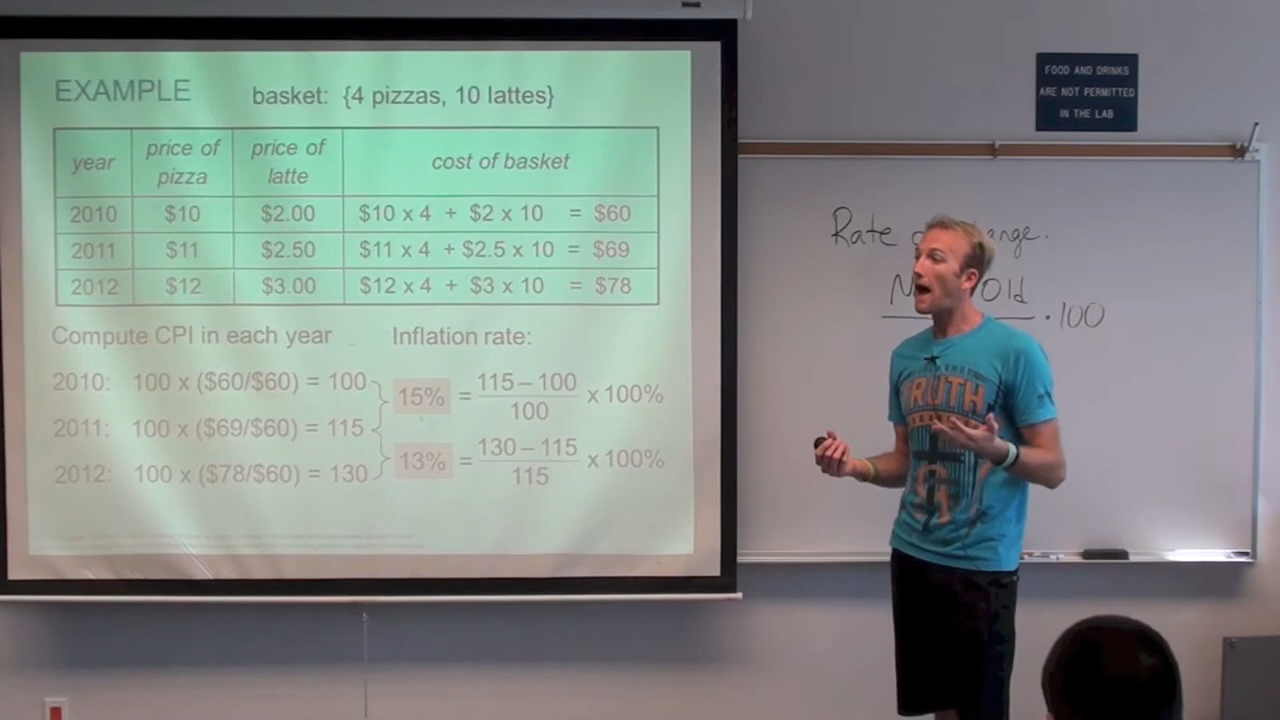 EXAMPLE basket: {4 pizzas, 10 lattes}
year price of pizza price of latte cost of basket
2010 $10 $2.00 $10 x 4 + $2 x 10 = $60
2011 $11 $2.50 $11 x 4 + $2.5 x 10 = $69
2012 $12 $3.00 $12 x 4 + $3 x 10 = $78
Compute CPI in each year Inflation rate:
2010: 100 x ($60/$60) = 100
15% = 115 – 100 / 100 x 100%
2011: 100 x ($69/$60) = 115
13% = 130 – 115 / 115 x 100%
2012: 100 x ($78/$60) = 130
FOOD AND DRINKS
ARE NOT PERMITTED
IN THE LAB
Rate
Old
·100
TRUTH